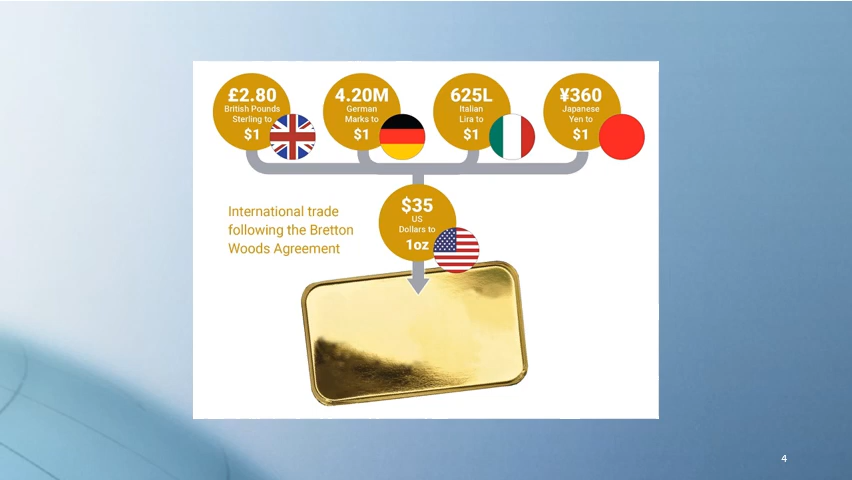 £2.80
British Pounds
Sterling to
$1
4.20M
German
Marks to
$1
625L
Italian
Lira to
$1
¥360
Japanese
Yen to
$1
$35
US
Dollars to
1oz
International trade
following the Bretton
Woods Agreement
4